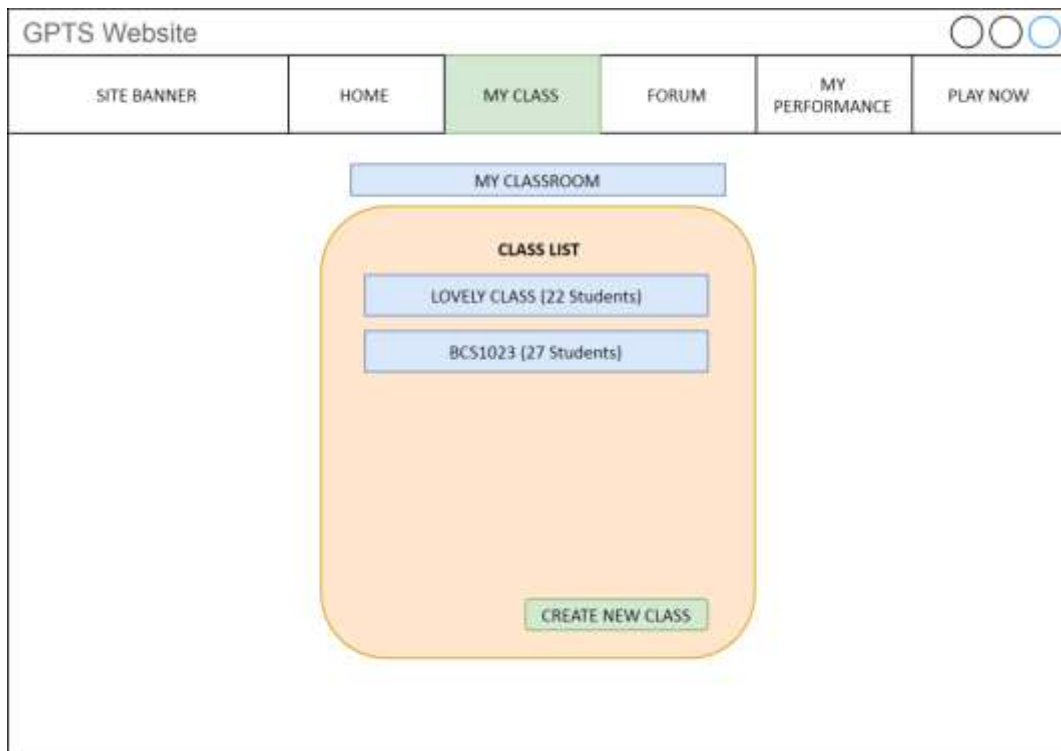 GPTS Website
SITE BANNER
HOME
MY CLASS
FORUM
MY
PERFORMANCE
PLAY NOW
MY CLASSROOM
CLASS LIST
LOVELY CLASS (22 Students)
BCS1023 (27 Students)
CREATE NEW CLASS